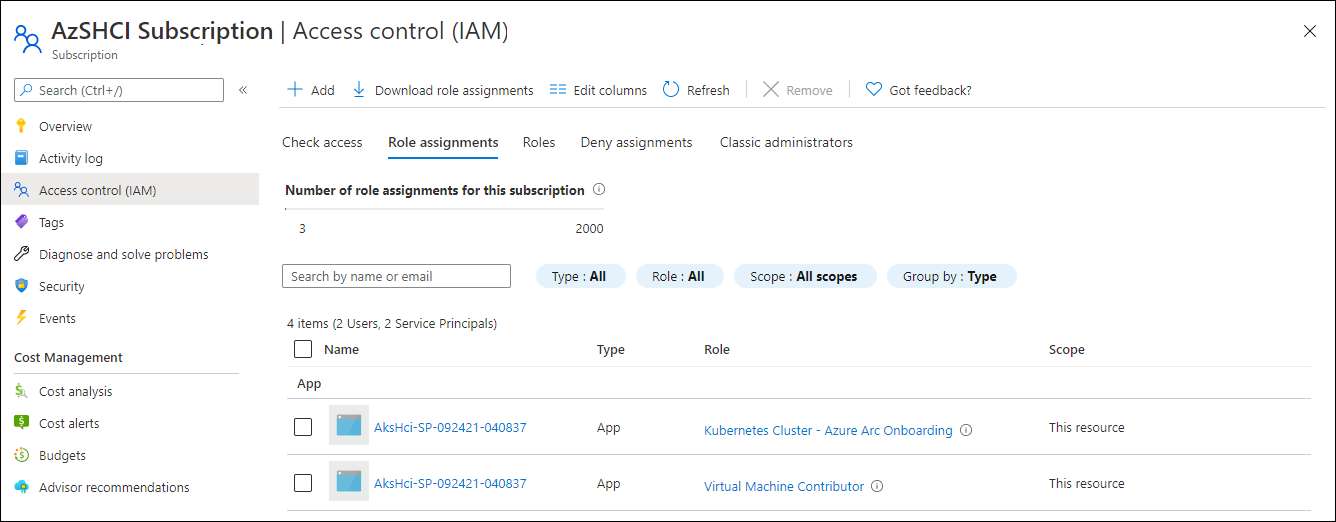 AzSHCI Subscription | Access control (IAM)
Subscription
Search (Ctrl+/)
«
Overview
Activity log
Access control (IAM)
Tags
Diagnose and solve problems
Security
Events
Cost Management
Cost analysis
Cost alerts
Budgets
Advisor recommendations
Add Download role assignments Edit columns Refresh Remove Got feedback?
Check access Role assignments Roles Deny assignments Classic administrators
Number of role assignments for this subscription
3 2000
Search by name or email Type : All Role : All Scope : All scopes Group by : Type
4 items (2 Users, 2 Service Principals)
Name Type Role Scope
App
AksHci-SP-092421-040837 App Kubernetes Cluster - Azure Arc Onboarding This resource
AksHci-SP-092421-040837 App Virtual Machine Contributor This resource